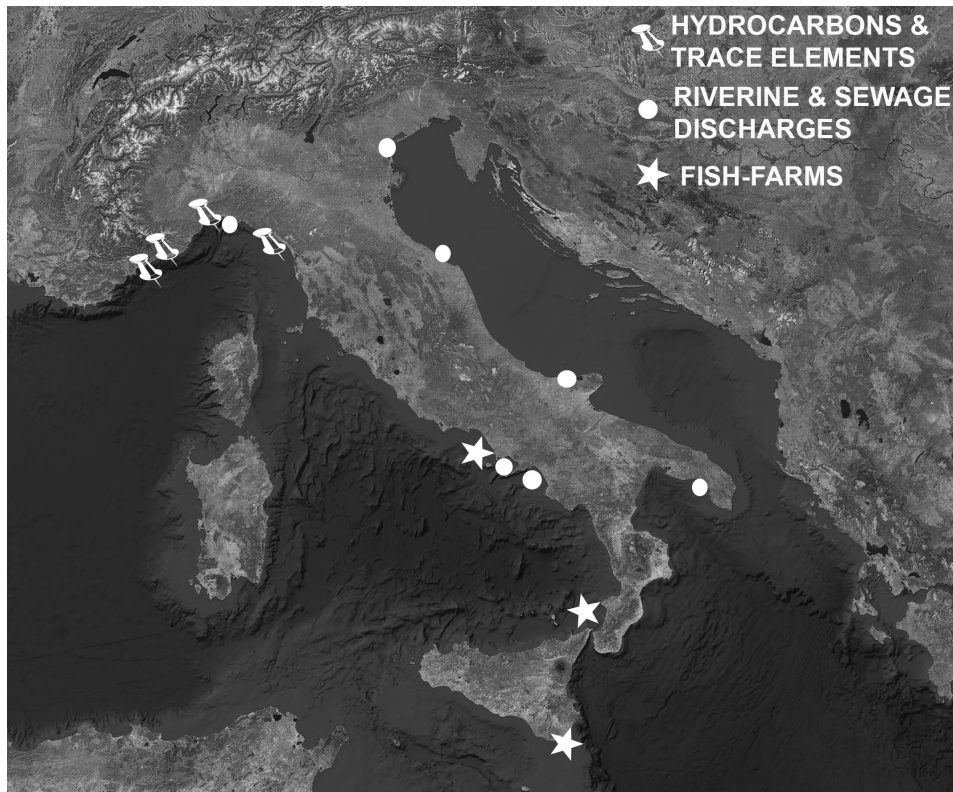 HYDROCARBONS &
TRACE ELEMENTS
RIVERINE & SEWAGE
DISCHARGES
FISH-FARMS